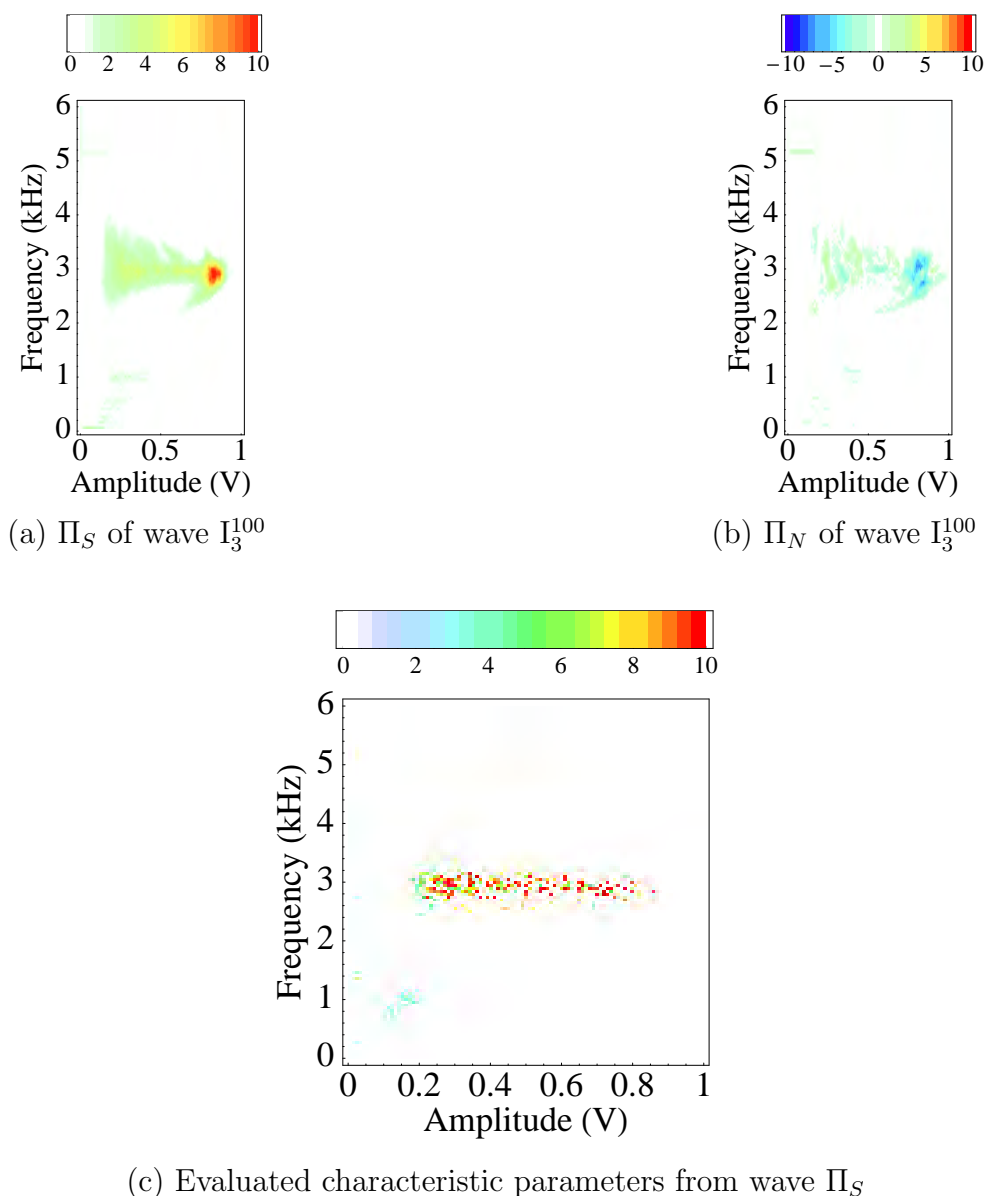 0 2 4 6 8 10
−10 −5 0 5 10
6
5
4
3
2
1
0
Frequency (kHz)
0 0.5 1
Amplitude (V)
6
5
4
3
2
1
0
Frequency (kHz)
0 0.5 1
Amplitude (V)
(a) Π_S of wave I_3^100
(b) Π_N of wave I_3^100
0 2 4 6 8 10
6
5
4
3
2
1
0
Frequency (kHz)
0 0.2 0.4 0.6 0.8 1
Amplitude (V)
(c) Evaluated characteristic parameters from wave Π_S